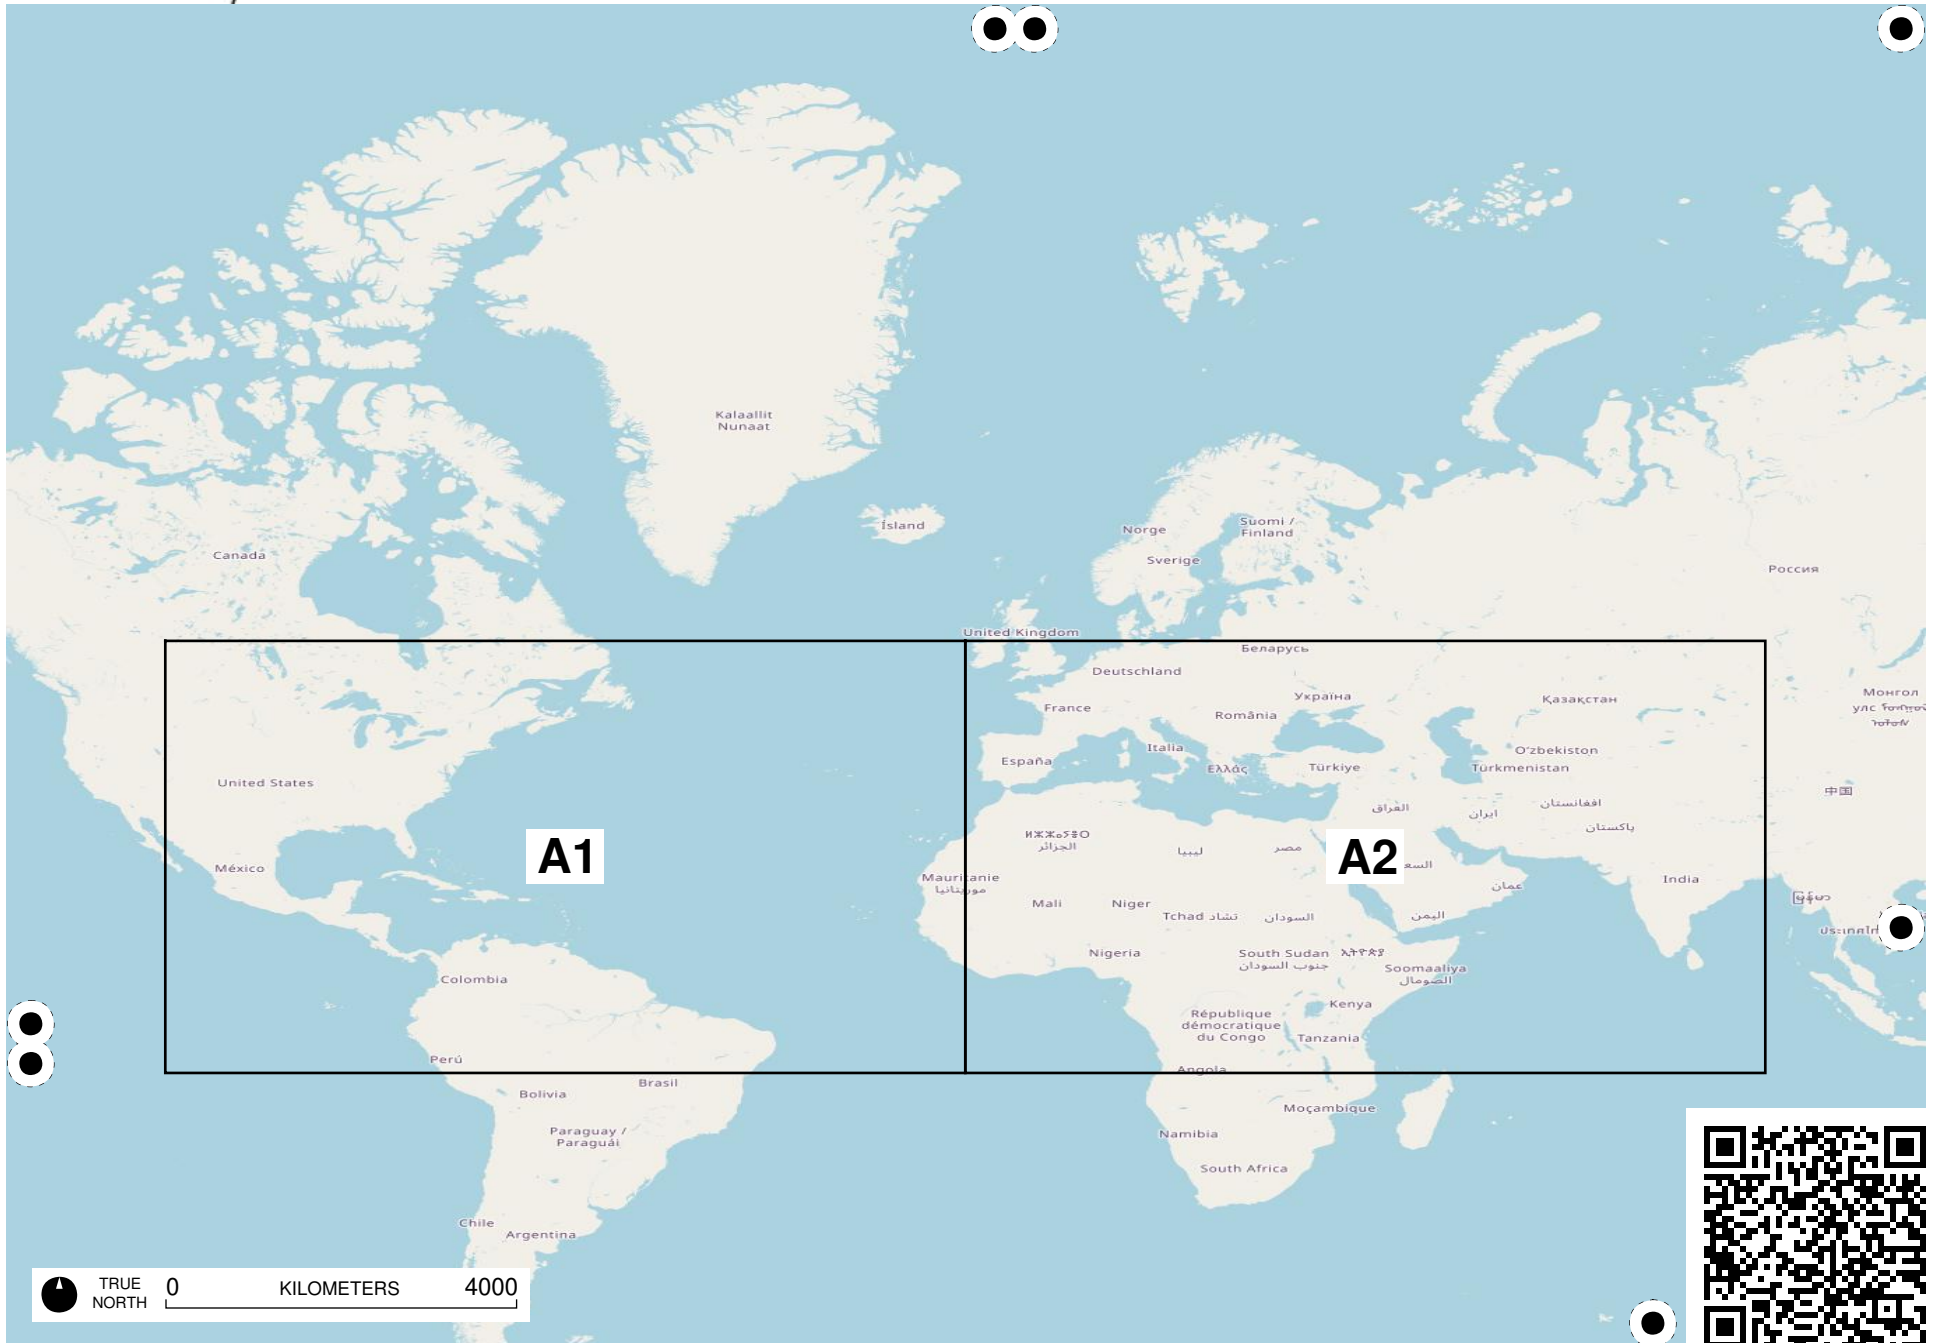 Kalaallit
Nunaat
Ísland
Norge
Suomi /
Finland
Canada
Sverige
Россия
United Kingdom
Беларусь
Deutschland
Україна
Қазақстан
Монгол
улс
France
România
Italia
O'zbekiston
España
Ελλάς
Türkiye
Türkmenistan
United States
中国
العراق
ایران
افغانستان
پاکستان
ⵍⵣⵣⴰⵢⴻⵔ
الجزائر
ليبيا
مصر
A1
A2
السع
México
Mauritanie
موريتانيا
عمان
India
Mali
Niger
Tchad تشاد
السودان
اليمن
Nigeria
South Sudan
جنوب السودان
ኢትዮጵያ
Soomaaliya
الصومال
Colombia
Kenya
République
démocratique
du Congo
Tanzania
Perú
Angola
Brasil
Bolivia
Moçambique
Paraguay /
Paraguái
Namibia
South Africa
Chile
Argentina
TRUE
NORTH
0
KILOMETERS
4000